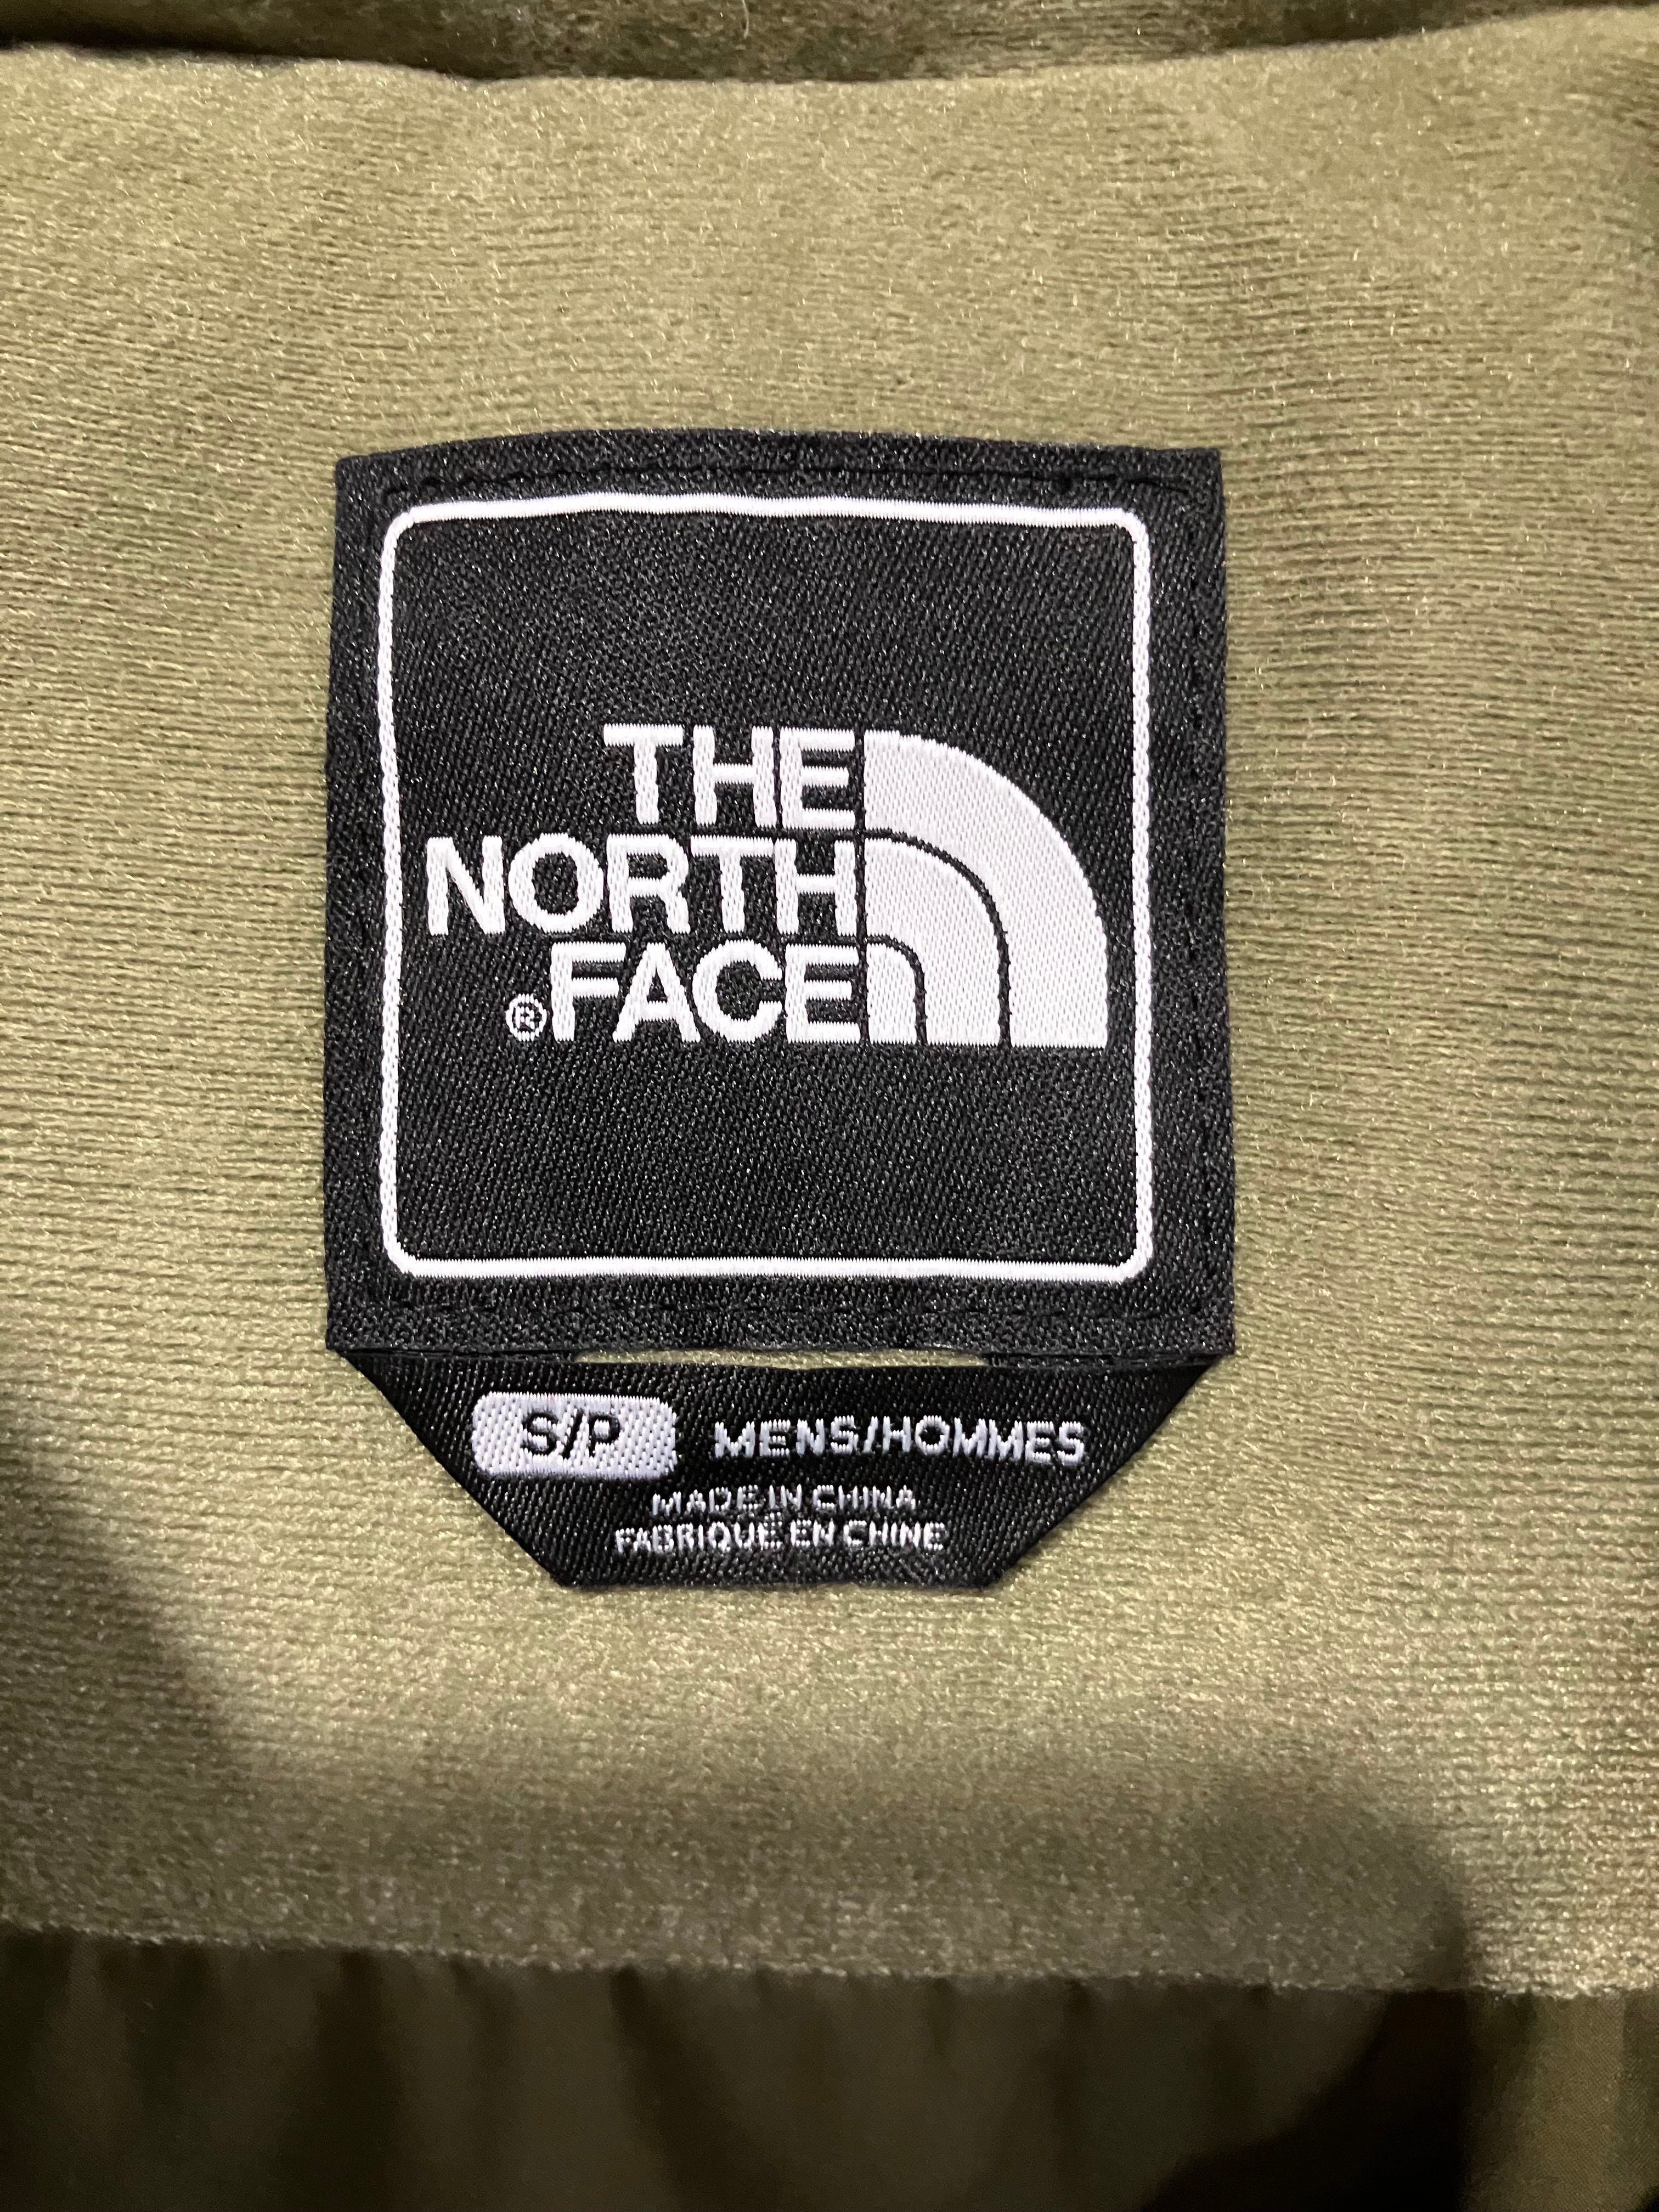 THE
NORTH
®FACE
S/P MENS/HOMMES
MADE IN CHINA
FABRIQUÉ EN CHINE